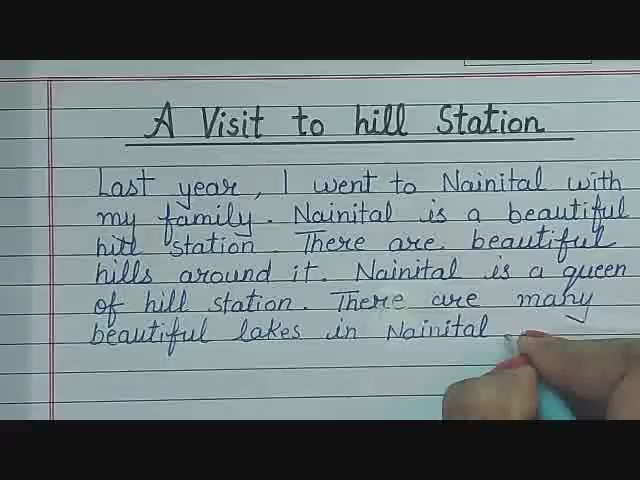 A Visit to hill Station
Last year, I went to Nainital with
my family. Nainital is a beautiful
hill station There are beautiful
hills around it. Nainital is a queen
of hill station. There are many
beautiful lakes in Nainital